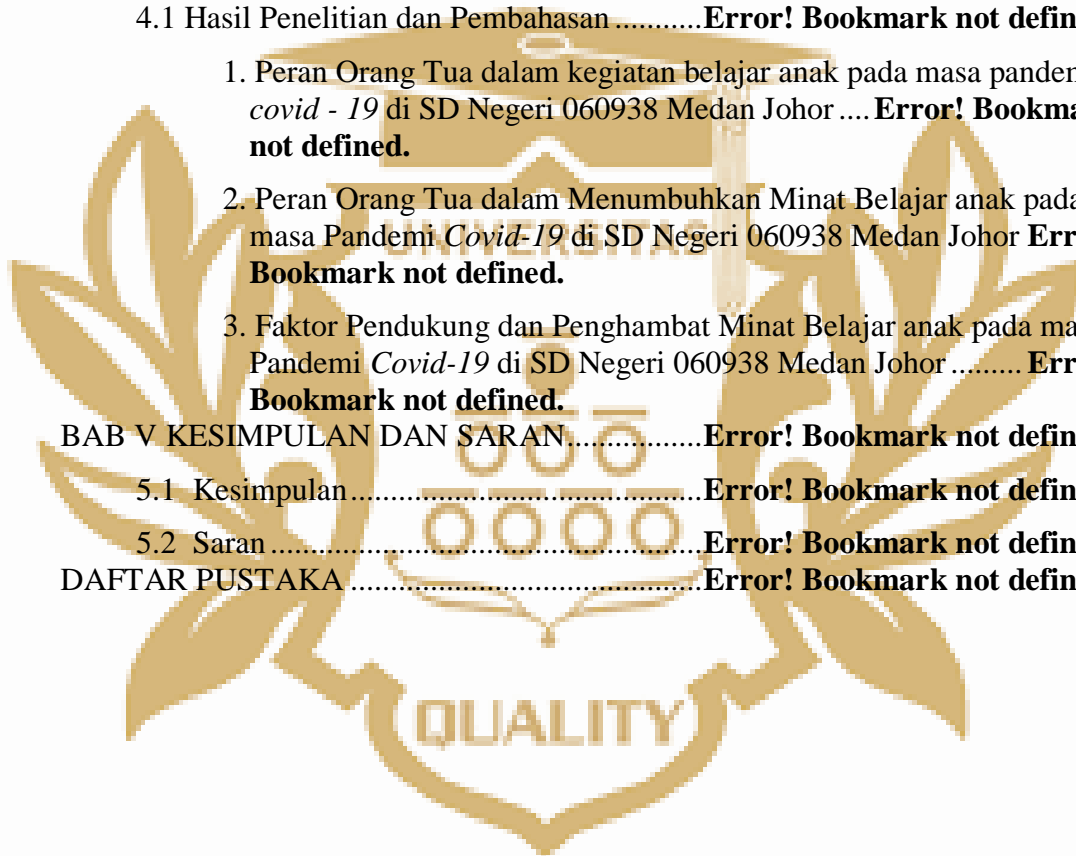 4.1 Hasil Penelitian dan Pembahasan ...........Error! Bookmark not defin
1. Peran Orang Tua dalam kegiatan belajar anak pada masa pander
covid - 19 di SD Negeri 060938 Medan Johor ....Error! Bookma
not defined.
2. Peran Orang Tua dalam Menumbuhkan Minat Belajar anak pada
masa Pandemi Covid-19 di SD Negeri 060938 Medan Johor Err
Bookmark not defined.
3. Faktor Pendukung dan Penghambat Minat Belajar anak pada ma
Pandemi Covid-19 di SD Negeri 060938 Medan Johor ......... Err
Bookmark not defined.
BAB V KESIMPULAN DAN SARAN.................Error! Bookmark not defin
5.1 Kesimpulan..........................................Error! Bookmark not defin
5.2 Saran ....................................................Error! Bookmark not defin
DAFTAR PUSTAKA ..........................................Error! Bookmark not defin
UNIVERSITAS
QUALITY